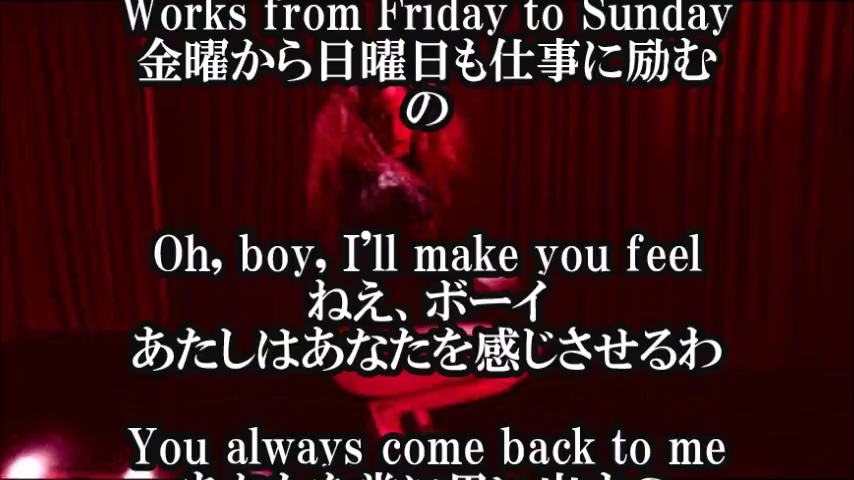 Works from Friday to Sunday
金曜から日曜日も仕事に励む
の
Oh, boy, I'll make you feel
ねえ、ボーイ
あたしはあなたを感じさせるわ
You always come back to me